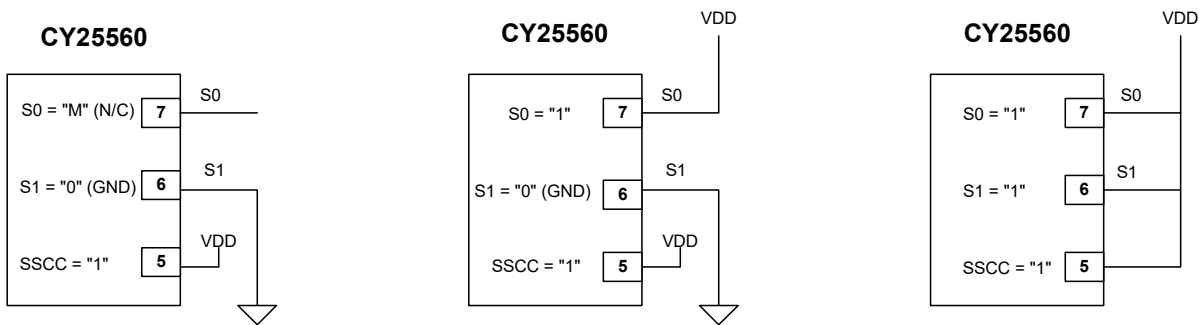 CY25560
S0 = "M" (N/C)
7
S0
S1 = "0" (GND)
6
S1
SSCC = "1"
5
VDD
CY25560
VDD
S0 = "1"
7
S0
S1 = "0" (GND)
6
S1
SSCC = "1"
5
VDD
CY25560
VDD
S0 = "1"
7
S0
S1 = "1"
6
S1
SSCC = "1"
5